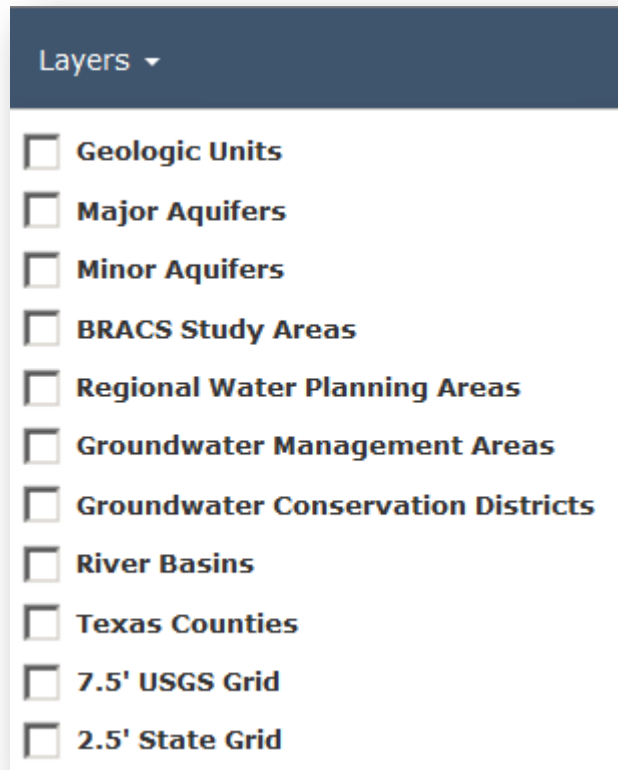 Layers
Geologic Units
Major Aquifers
Minor Aquifers
BRACS Study Areas
Regional Water Planning Areas
Groundwater Management Areas
Groundwater Conservation Districts
River Basins
Texas Counties
7.5' USGS Grid
2.5' State Grid